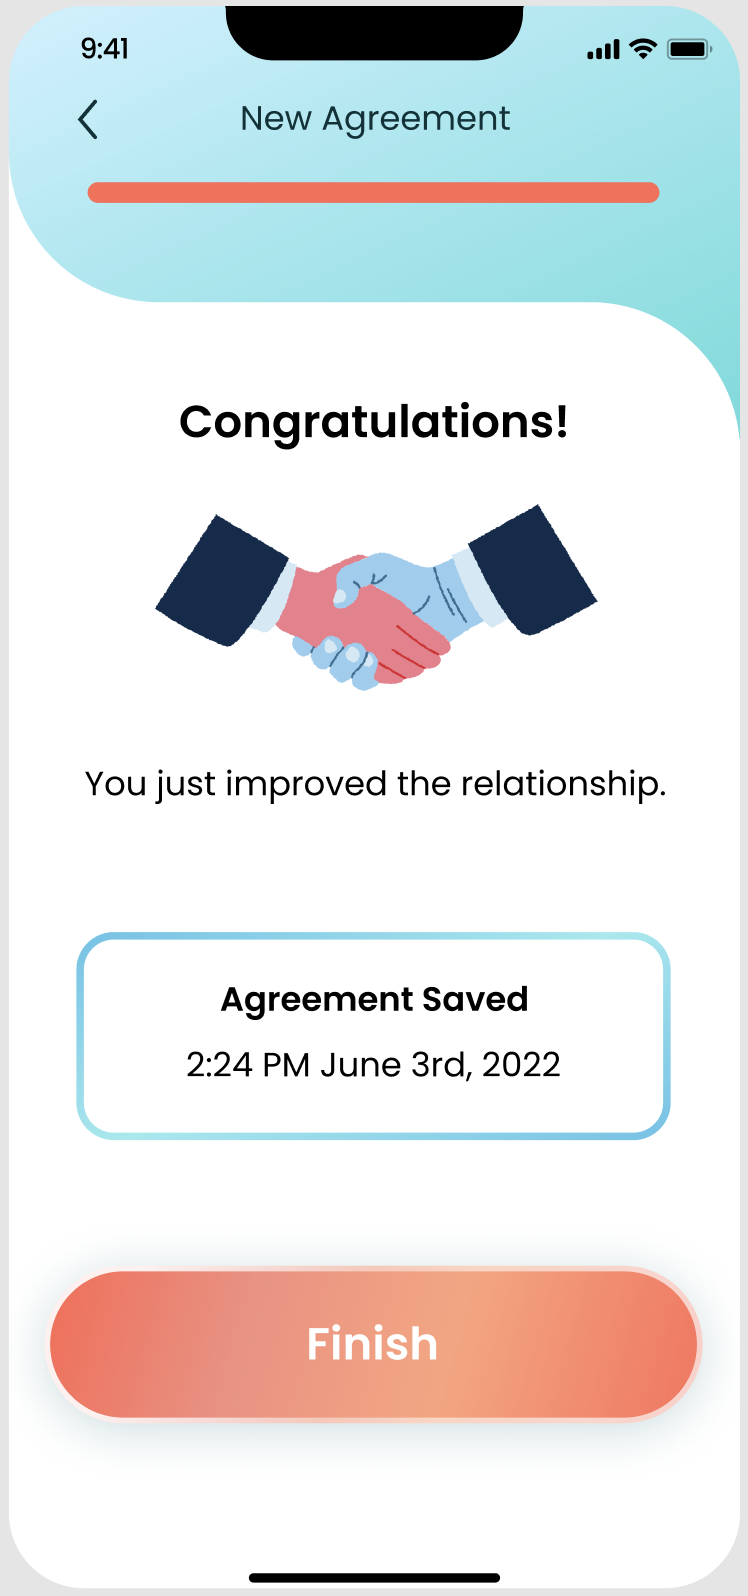 9:41
New Agreement
Congratulations!
You just improved the relationship.
Agreement Saved
2:24 PM June 3rd, 2022
Finish